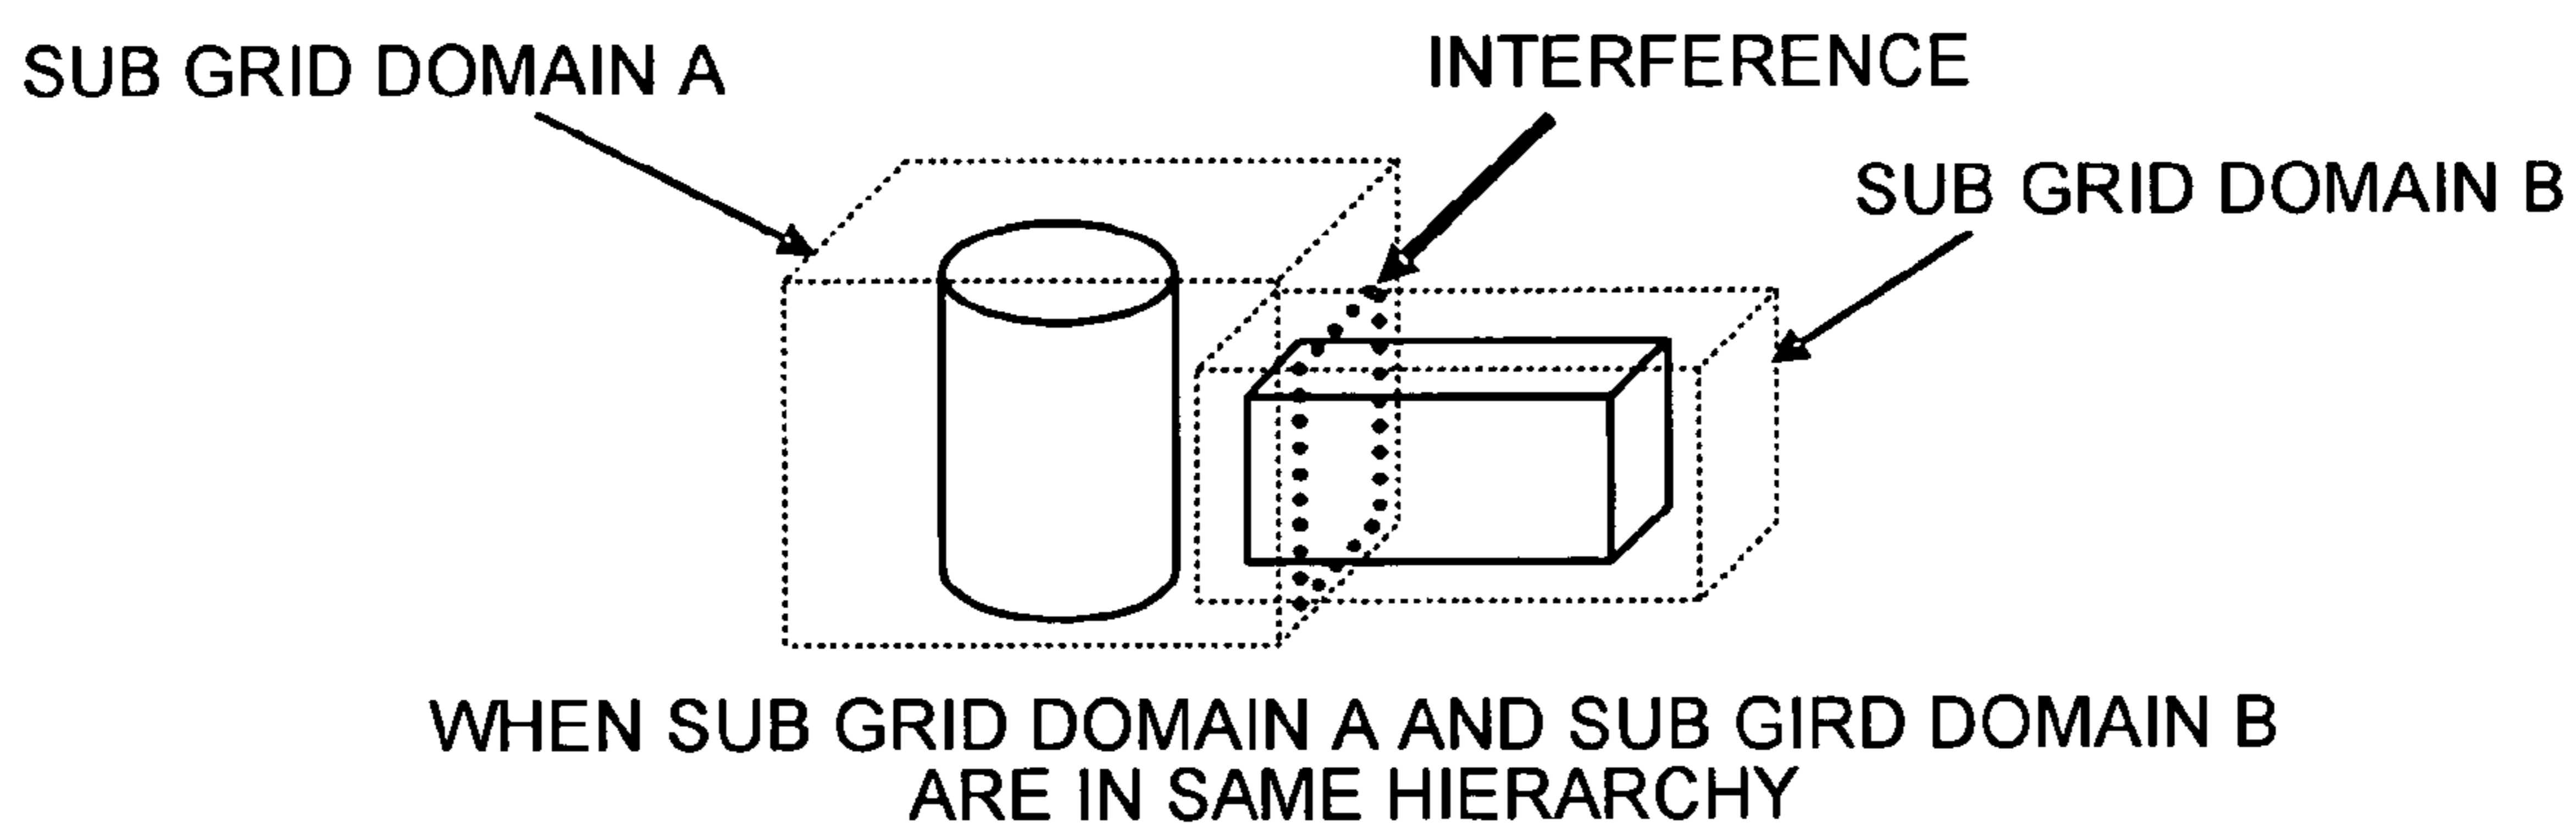 SUB GRID DOMAIN A
INTERFERENCE
SUB GRID DOMAIN B
WHEN SUB GRID DOMAIN A AND SUB GIRD DOMAIN B
ARE IN SAME HIERARCHY